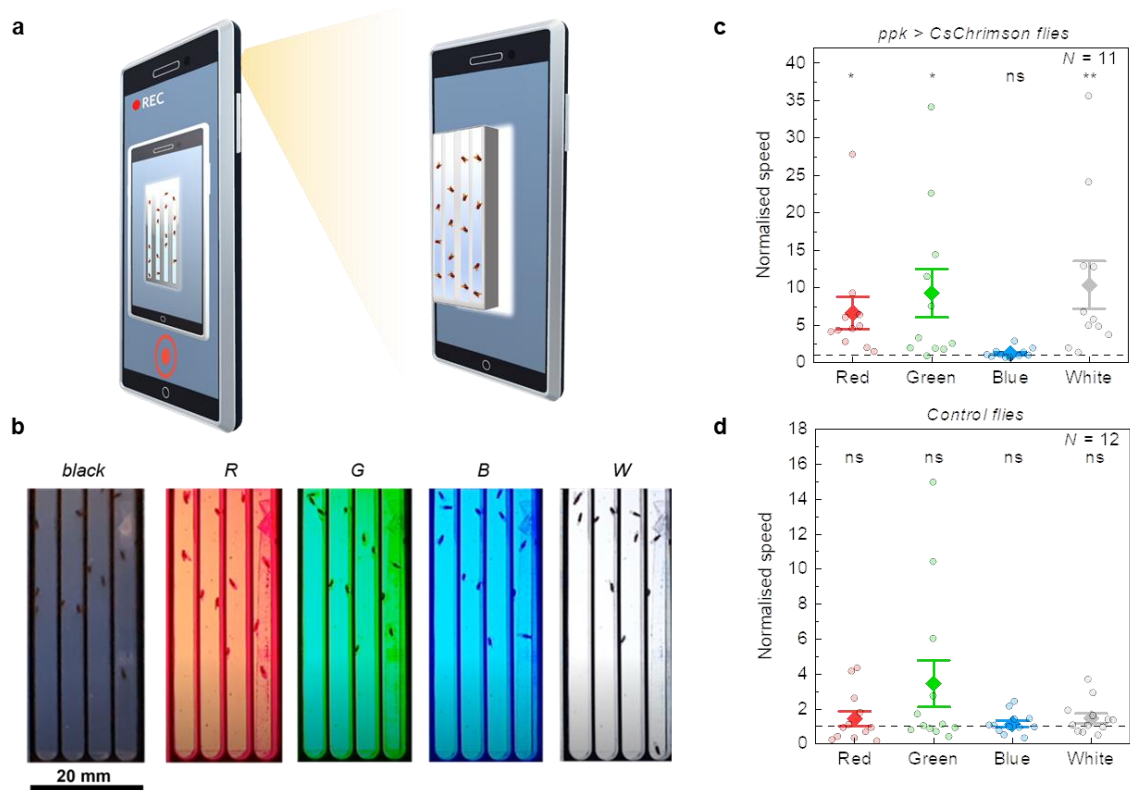 a
REC
b
black R G B W
20 mm
c
ppk > CsChrimson flies
N = 11
* * ns **
Normalised speed
40
35
30
25
20
15
10
5
0
Red Green Blue White
d
Control flies
N = 12
ns ns ns ns
Normalised speed
18
16
14
12
10
8
6
4
2
0
Red Green Blue White